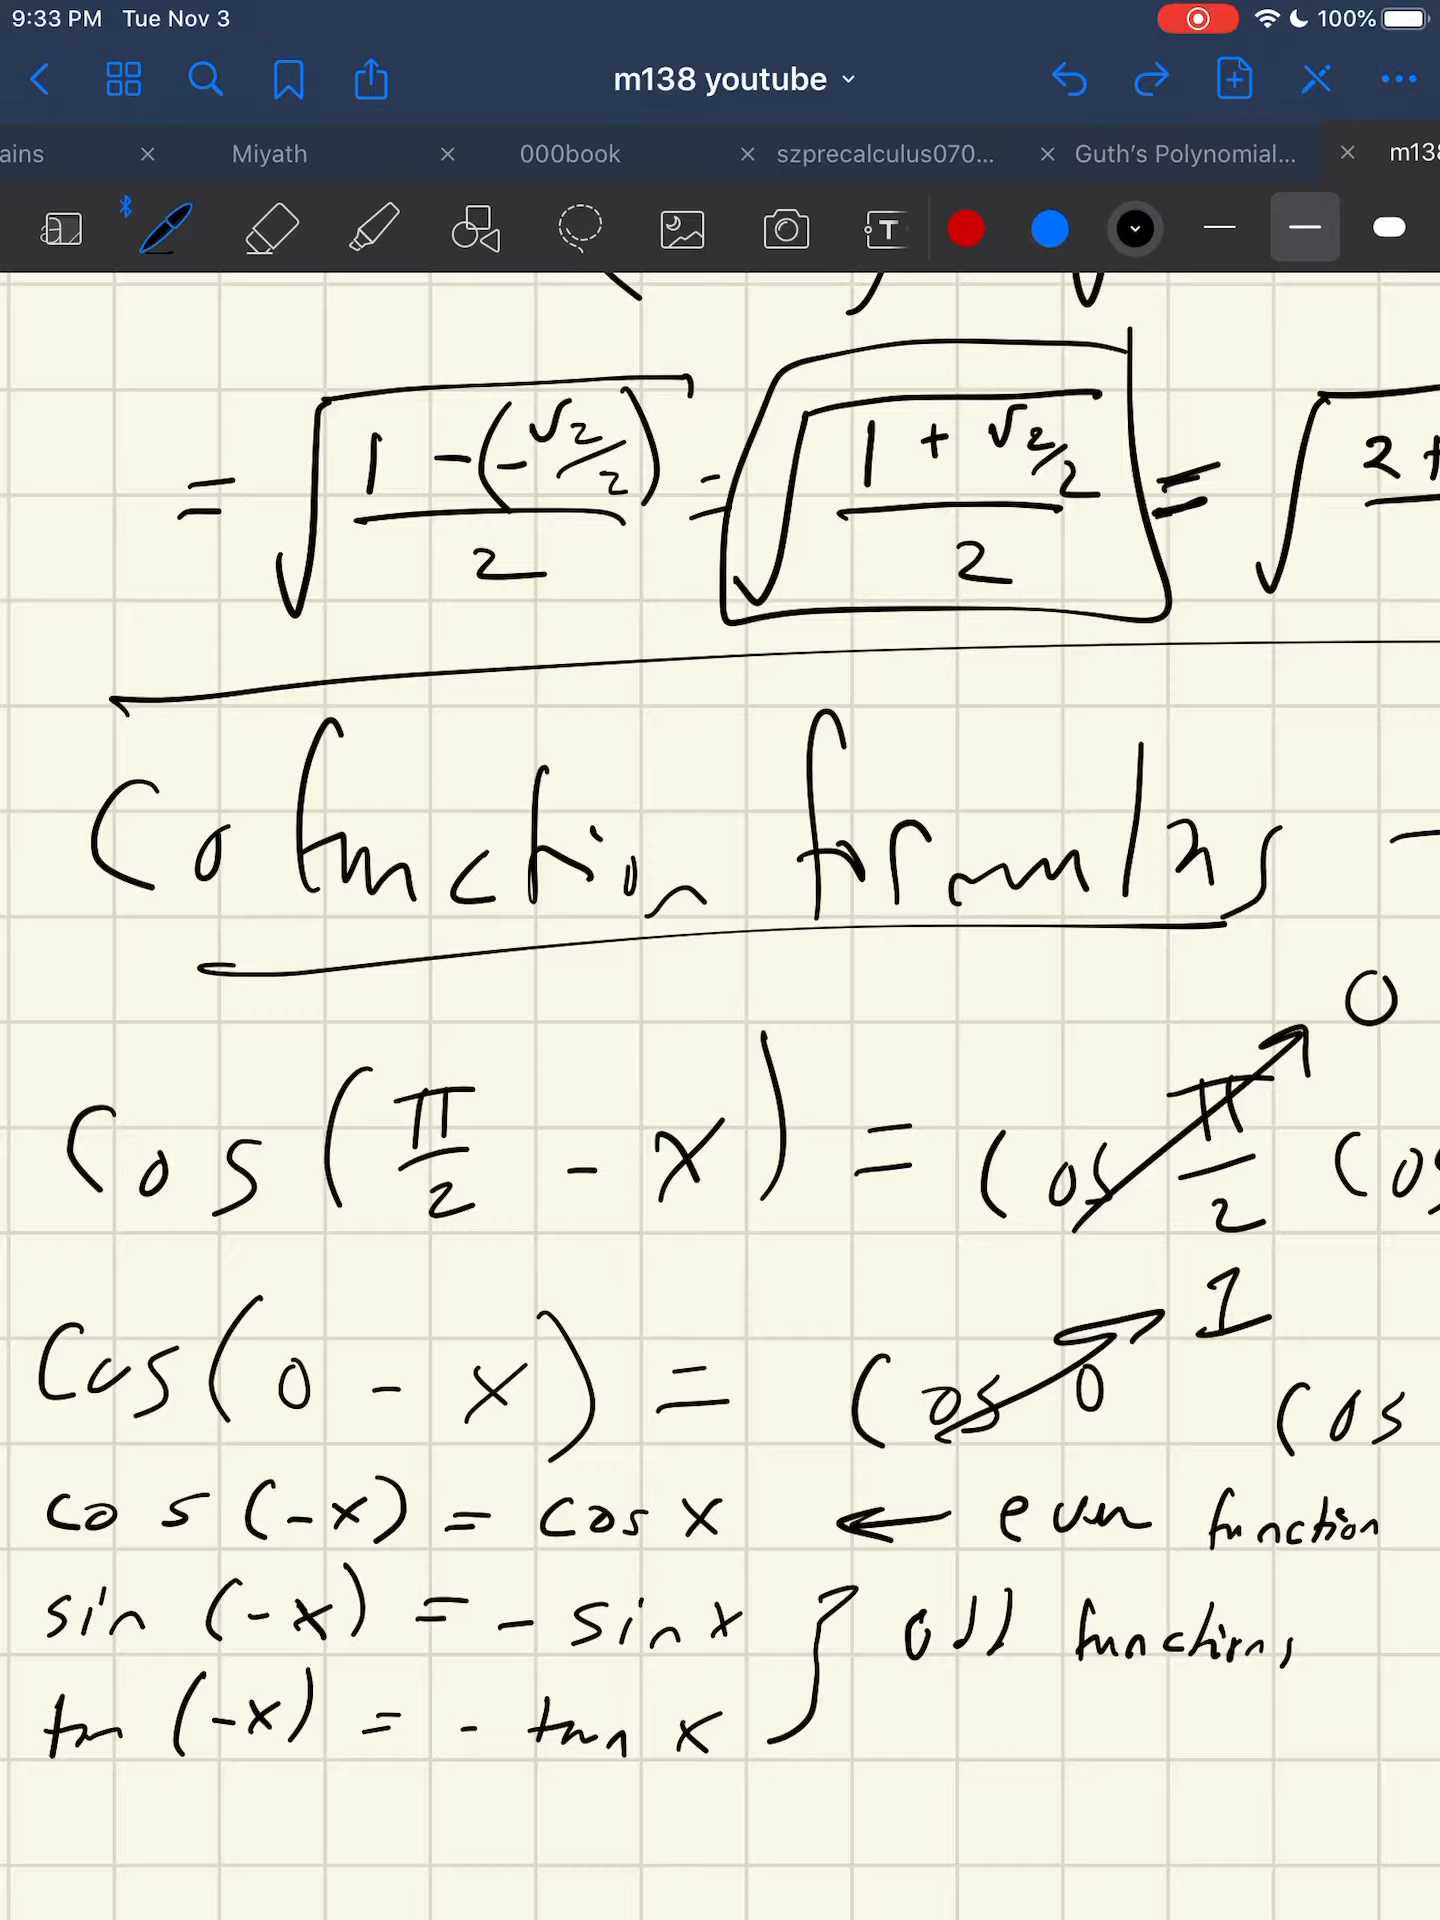 9:33 PM Tue Nov 3 100%
m138 youtube
ains Miyath 000book szprecalculus070... Guth's Polynomial... m138
T
= √((1 - (-√2/2))/2) = √((1 + √2/2)/2) = √(2 +
Cofunction formulas -
0
cos(π/2 - x) = cos π/2 cos
1
cos(0 - x) = cos 0 cos
cos(-x) = cos x ← even function
sin(-x) = - sin x } odd functions
tan(-x) = - tan x